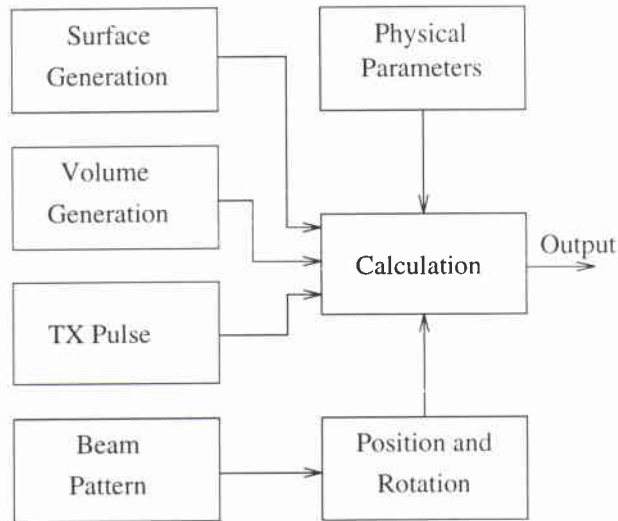 Surface
Generation
Physical
Parameters
Volume
Generation
Calculation
Output
TX Pulse
Beam
Pattern
Position and
Rotation